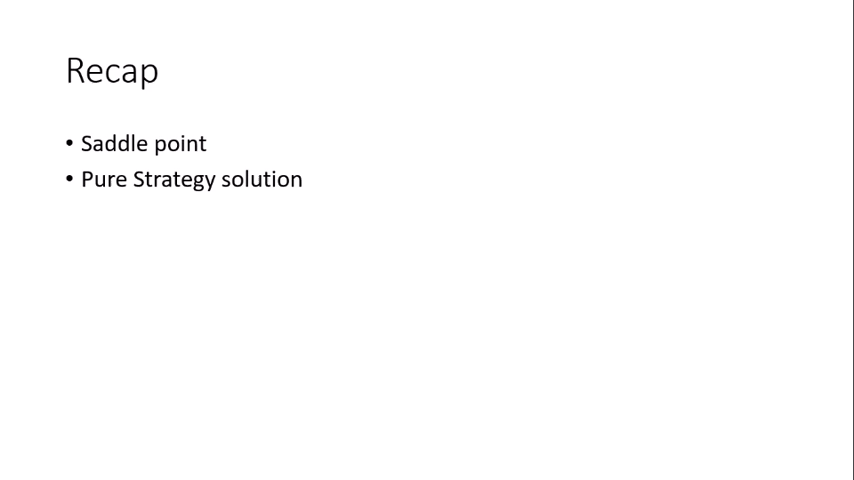 Recap
• Saddle point
• Pure Strategy solution